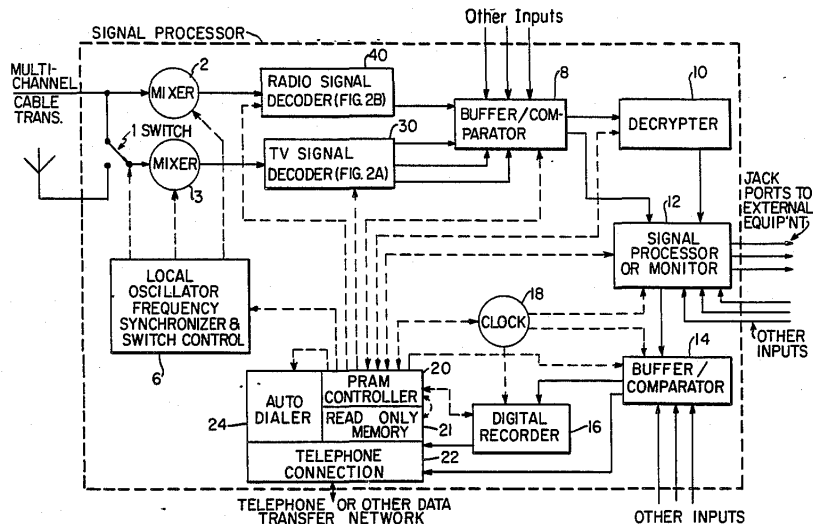 Other Inputs
SIGNAL PROCESSOR
MULTI-
CHANNEL
CABLE
TRANS.
2
MIXER
40
RADIO SIGNAL
DECODER (FIG. 2B)
8
BUFFER/COM-
PARATOR
10
DECRYPTER
1 SWITCH
MIXER
3
30
TV SIGNAL
DECODER (FIG. 2A)
JACK
PORTS TO
EXTERNAL
EQUIP'NT
12
SIGNAL
PROCESSOR
OR MONITOR
LOCAL
OSCILLATOR
FREQUENCY
SYNCHRONIZER &
SWITCH CONTROL
6
18
CLOCK
OTHER
INPUTS
14
BUFFER /
COMPARATOR
20
PRAM
CONTROLLER
AUTO
DIALER
24
READ ONLY
MEMORY
21
DIGITAL
RECORDER
16
22
TELEPHONE
CONNECTION
TELEPHONE OR OTHER DATA
TRANSFER NETWORK
OTHER INPUTS